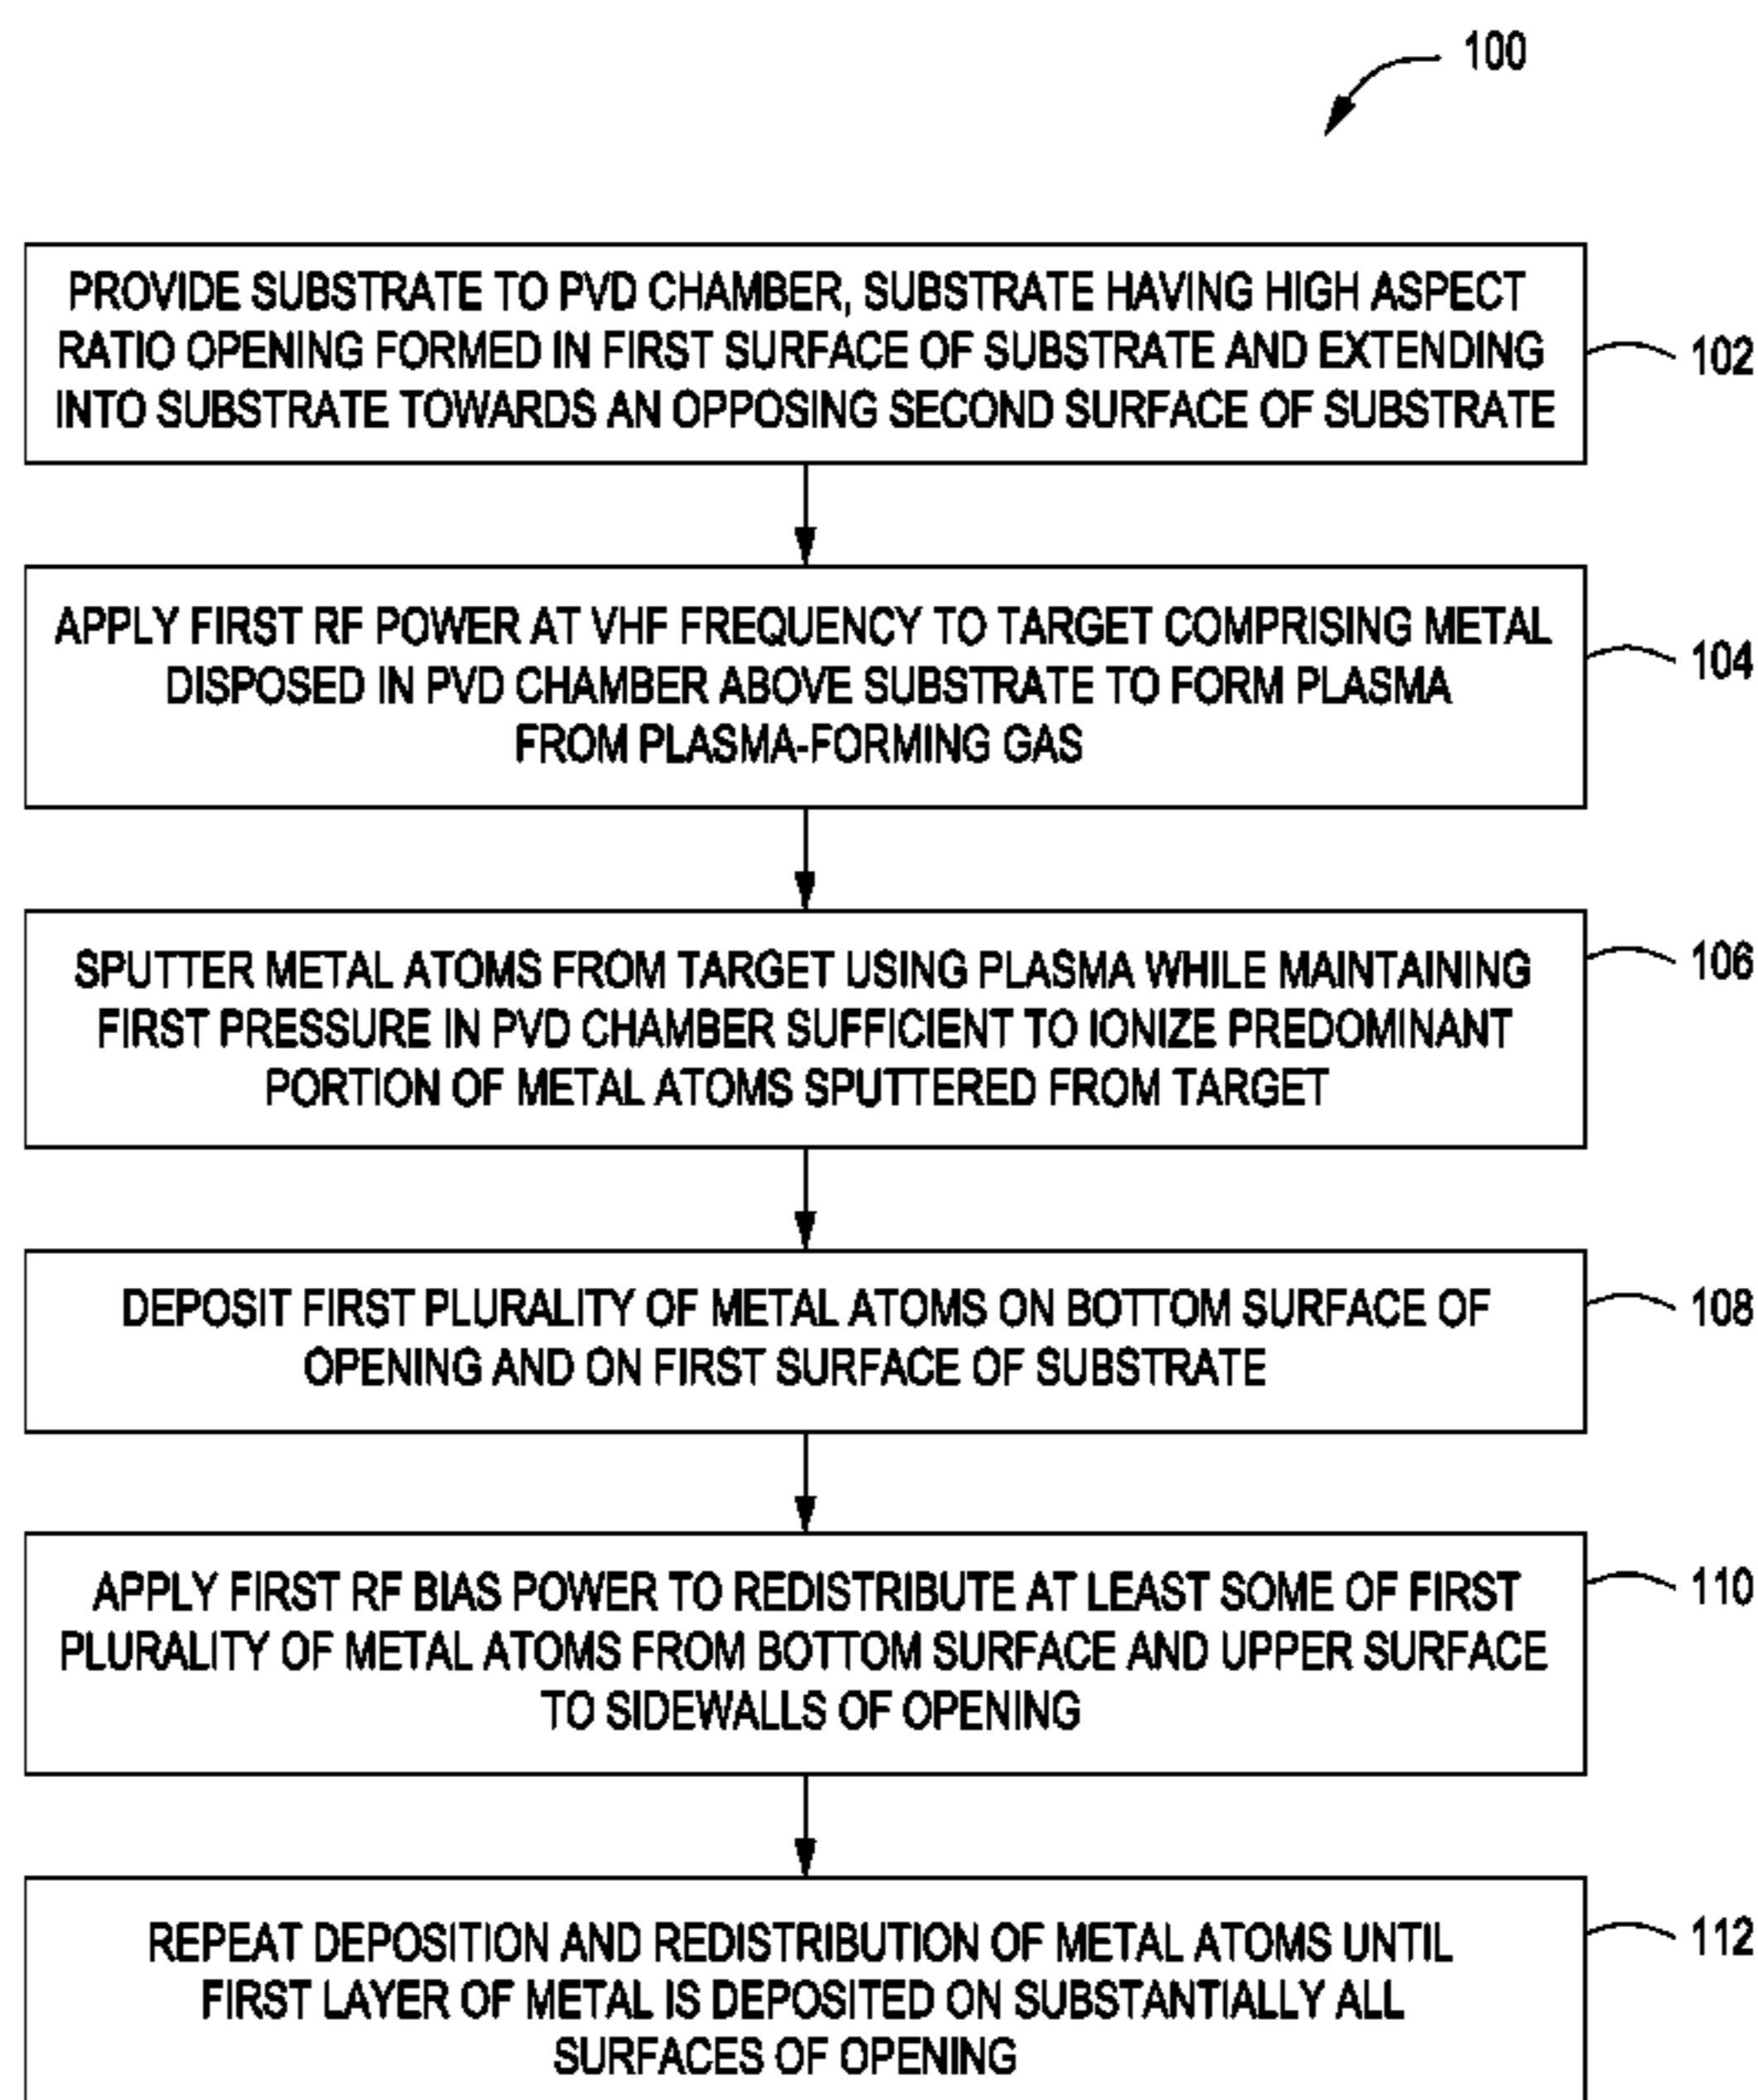 100
PROVIDE SUBSTRATE TO PVD CHAMBER, SUBSTRATE HAVING HIGH ASPECT
RATIO OPENING FORMED IN FIRST SURFACE OF SUBSTRATE AND EXTENDING
INTO SUBSTRATE TOWARDS AN OPPOSING SECOND SURFACE OF SUBSTRATE
102
APPLY FIRST RF POWER AT VHF FREQUENCY TO TARGET COMPRISING METAL
DISPOSED IN PVD CHAMBER ABOVE SUBSTRATE TO FORM PLASMA
FROM PLASMA-FORMING GAS
104
SPUTTER METAL ATOMS FROM TARGET USING PLASMA WHILE MAINTAINING
FIRST PRESSURE IN PVD CHAMBER SUFFICIENT TO IONIZE PREDOMINANT
PORTION OF METAL ATOMS SPUTTERED FROM TARGET
106
DEPOSIT FIRST PLURALITY OF METAL ATOMS ON BOTTOM SURFACE OF
OPENING AND ON FIRST SURFACE OF SUBSTRATE
108
APPLY FIRST RF BIAS POWER TO REDISTRIBUTE AT LEAST SOME OF FIRST
PLURALITY OF METAL ATOMS FROM BOTTOM SURFACE AND UPPER SURFACE
TO SIDEWALLS OF OPENING
110
REPEAT DEPOSITION AND REDISTRIBUTION OF METAL ATOMS UNTIL
FIRST LAYER OF METAL IS DEPOSITED ON SUBSTANTIALLY ALL
SURFACES OF OPENING
112